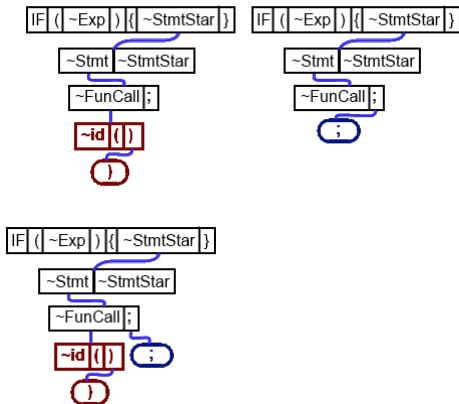 IF ( ~Exp ) { ~StmtStar }
~Stmt ~StmtStar
~FunCall ;
~id ( )
)
IF ( ~Exp ) { ~StmtStar }
~Stmt ~StmtStar
~FunCall ;
;
IF ( ~Exp ) { ~StmtStar }
~Stmt ~StmtStar
~FunCall ;
~id ( ) ;
)